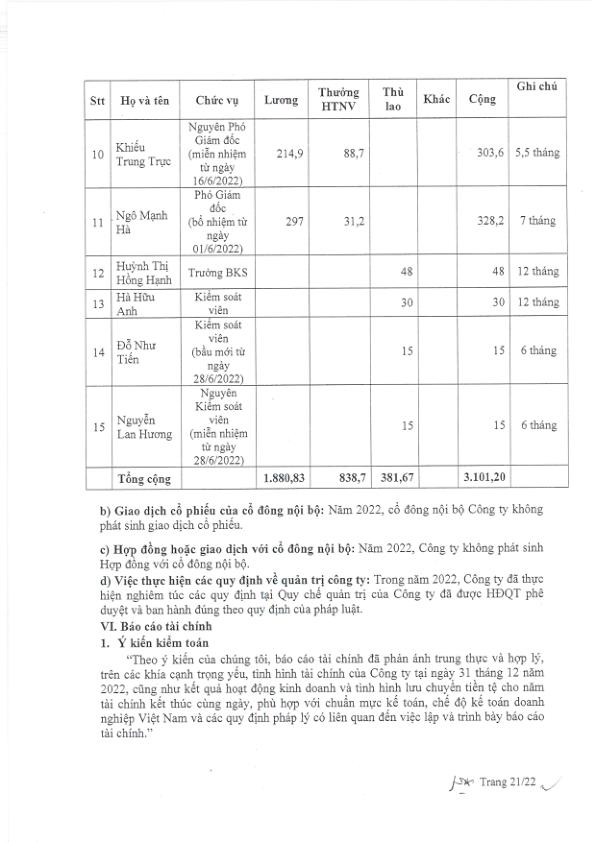 Stt Họ và tên Chức vụ Lương Thưởng HTNV Thù lao Khác Cộng Ghi chú
10 Khiếu Trung Trực Nguyên Phó Giám đốc (miễn nhiệm từ ngày 16/6/2022) 214,9 88,7 303,6 5,5 tháng
11 Ngô Mạnh Hà Phó Giám đốc (bổ nhiệm từ ngày 01/6/2022) 297 31,2 328,2 7 tháng
12 Huỳnh Thị Hồng Hạnh Trưởng BKS 48 48 12 tháng
13 Hà Hữu Anh Kiểm soát viên 30 30 12 tháng
14 Đỗ Như Tiến Kiểm soát viên (bầu mới từ ngày 28/6/2022) 15 15 6 tháng
15 Nguyễn Lan Hương Nguyên Kiểm soát viên (miễn nhiệm từ ngày 28/6/2022) 15 15 6 tháng
Tổng cộng 1.880,83 838,7 381,67 3.101,20
b) Giao dịch cổ phiếu của cổ đông nội bộ: Năm 2022, cổ đông nội bộ Công ty không
phát sinh giao dịch cổ phiếu.
c) Hợp đồng hoặc giao dịch với cổ đông nội bộ: Năm 2022, Công ty không phát sinh
Hợp đồng với cổ đông nội bộ.
d) Việc thực hiện các quy định về quản trị công ty: Trong năm 2022, Công ty đã thực
hiện nghiêm túc các quy định tại Quy chế quản trị của Công ty đã được HĐQT phê
duyệt và ban hành đúng theo quy định của pháp luật.
VI. Báo cáo tài chính
1. Ý kiến kiểm toán
“Theo ý kiến của chúng tôi, báo cáo tài chính đã phản ánh trung thực và hợp lý,
trên các khía cạnh trọng yếu, tình hình tài chính của Công ty tại ngày 31 tháng 12 năm
2022, cũng như kết quả hoạt động kinh doanh và tình hình lưu chuyển tiền tệ cho năm
tài chính kết thúc cùng ngày, phù hợp với chuẩn mực kế toán, chế độ kế toán doanh
nghiệp Việt Nam và các quy định pháp lý có liên quan đến việc lập và trình bày báo cáo
tài chính.”
Trang 21/22